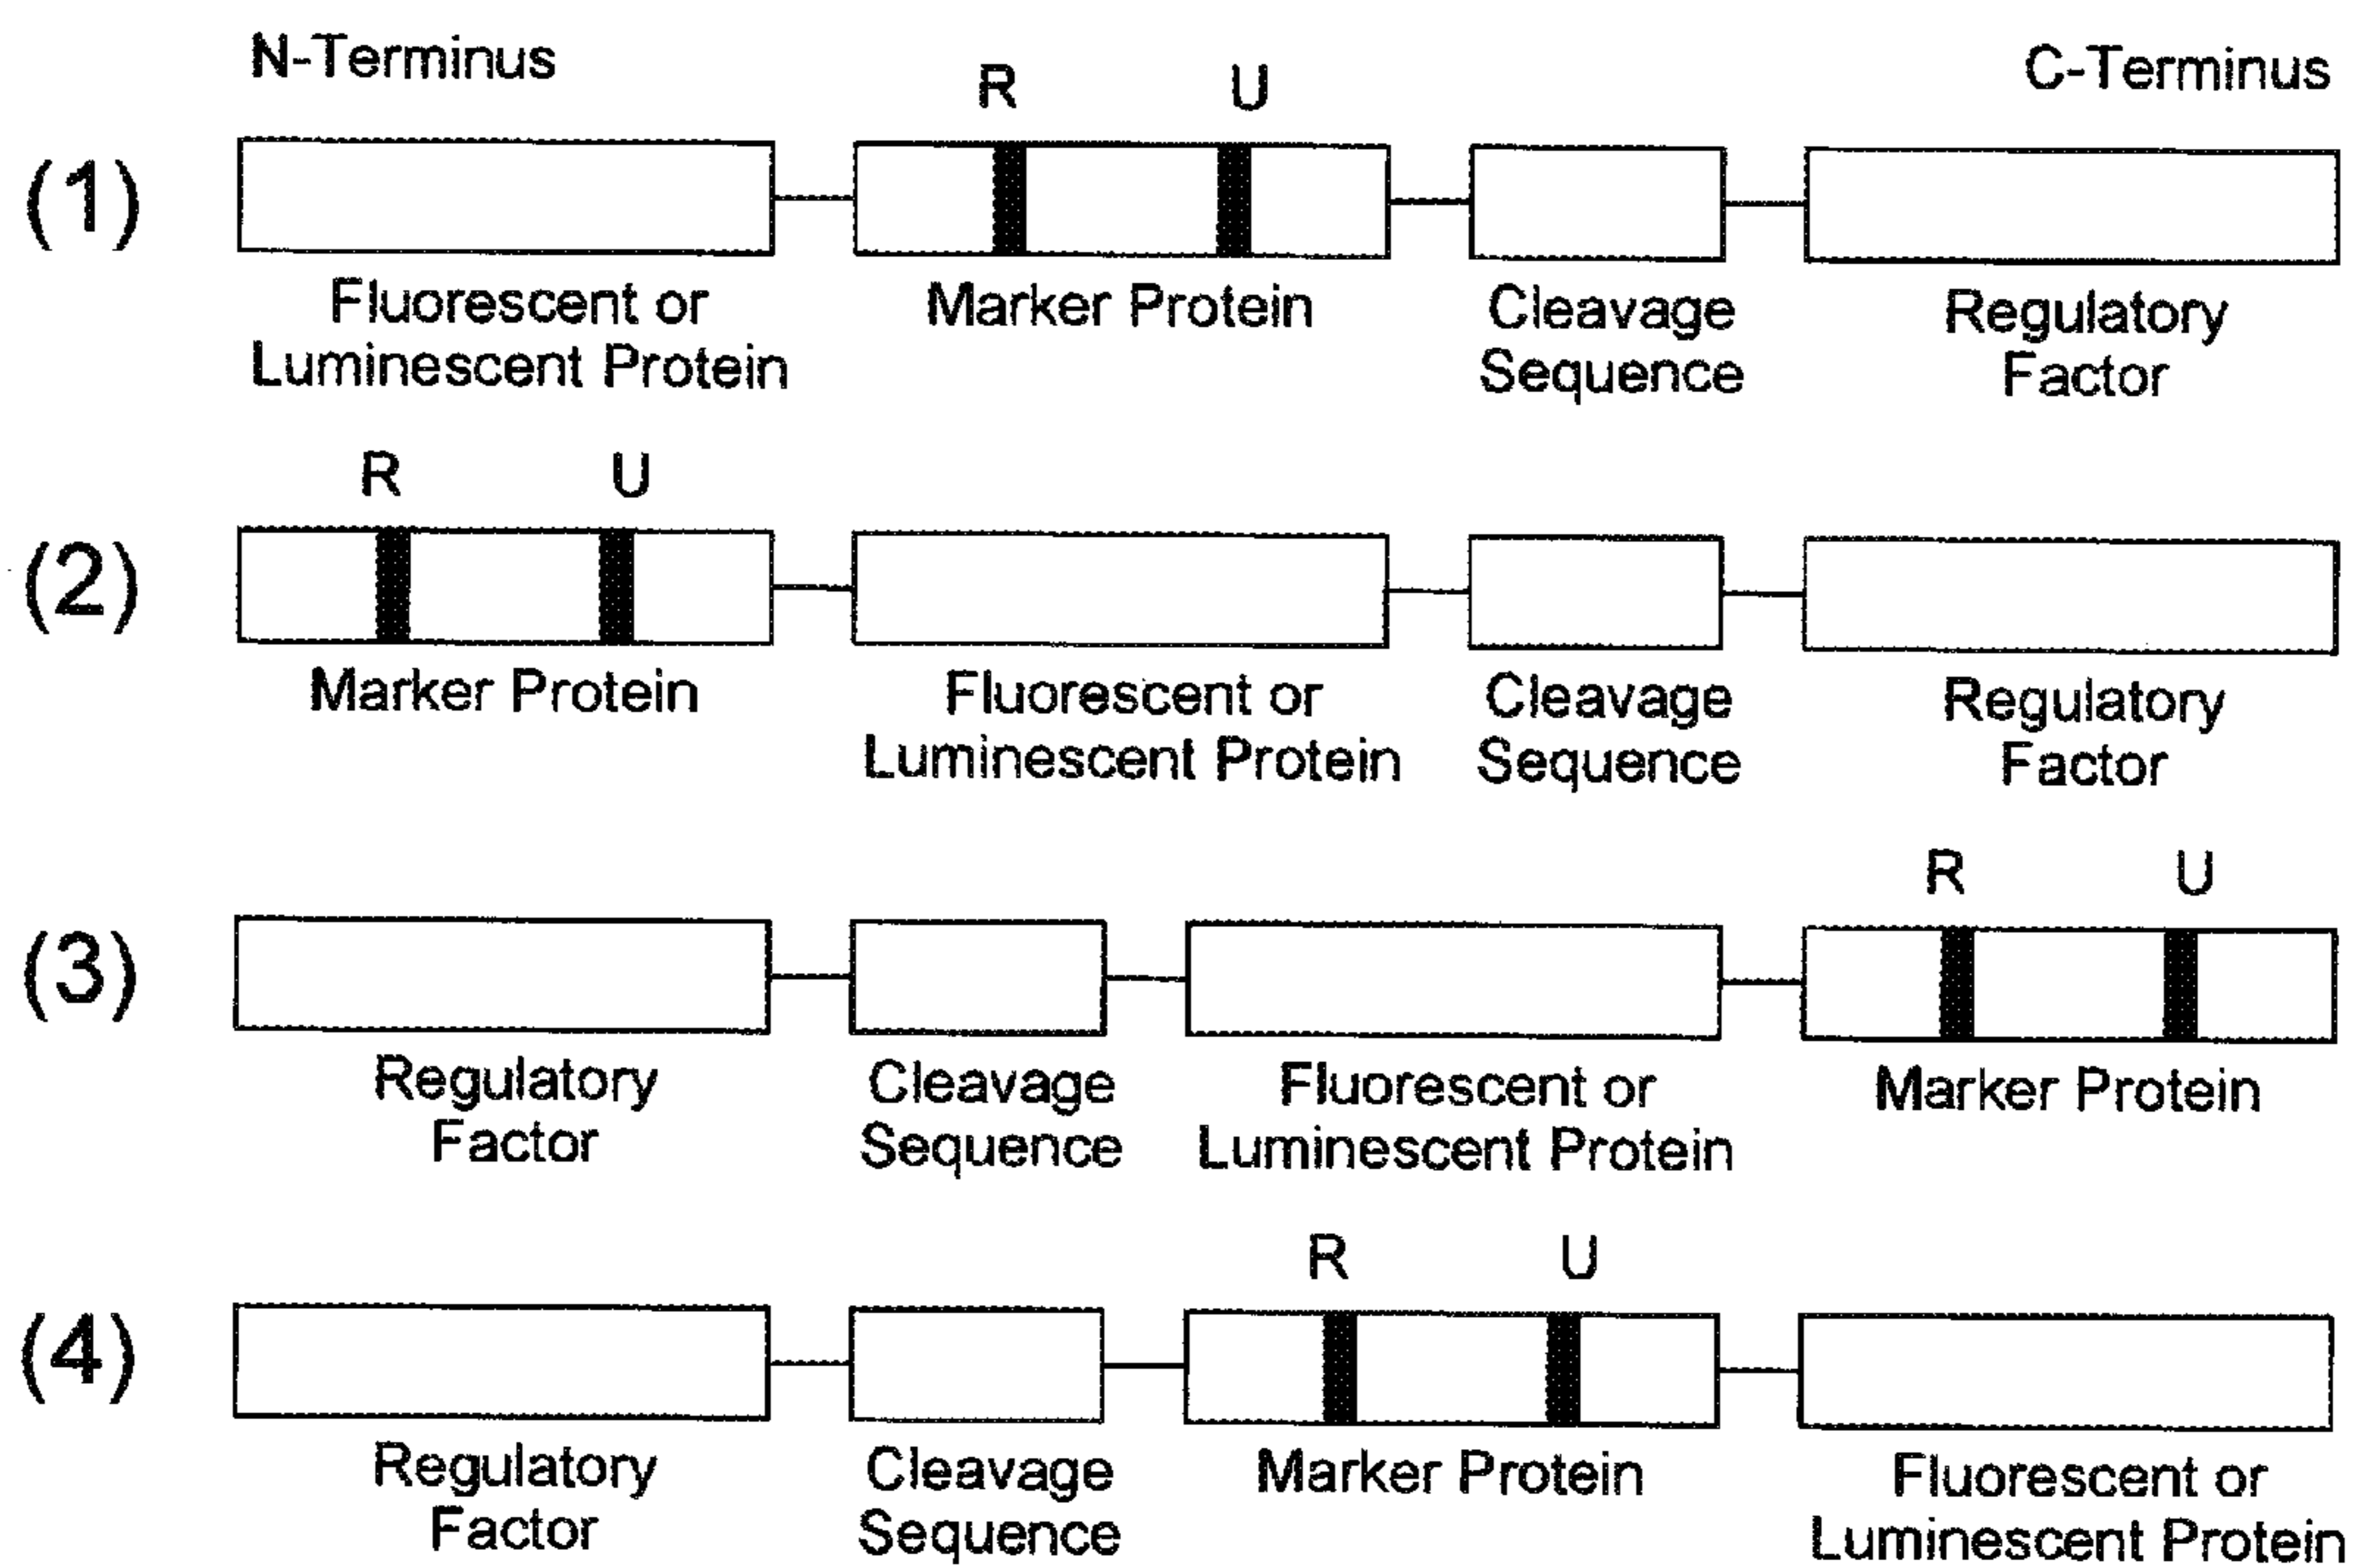 N-Terminus
C-Terminus
R
U
(1)
Fluorescent or
Luminescent Protein
Marker Protein
Cleavage
Sequence
Regulatory
Factor
R
U
(2)
Marker Protein
Fluorescent or
Luminescent Protein
Cleavage
Sequence
Regulatory
Factor
R
U
(3)
Regulatory
Factor
Cleavage
Sequence
Fluorescent or
Luminescent Protein
Marker Protein
R
U
(4)
Regulatory
Factor
Cleavage
Sequence
Marker Protein
Fluorescent or
Luminescent Protein